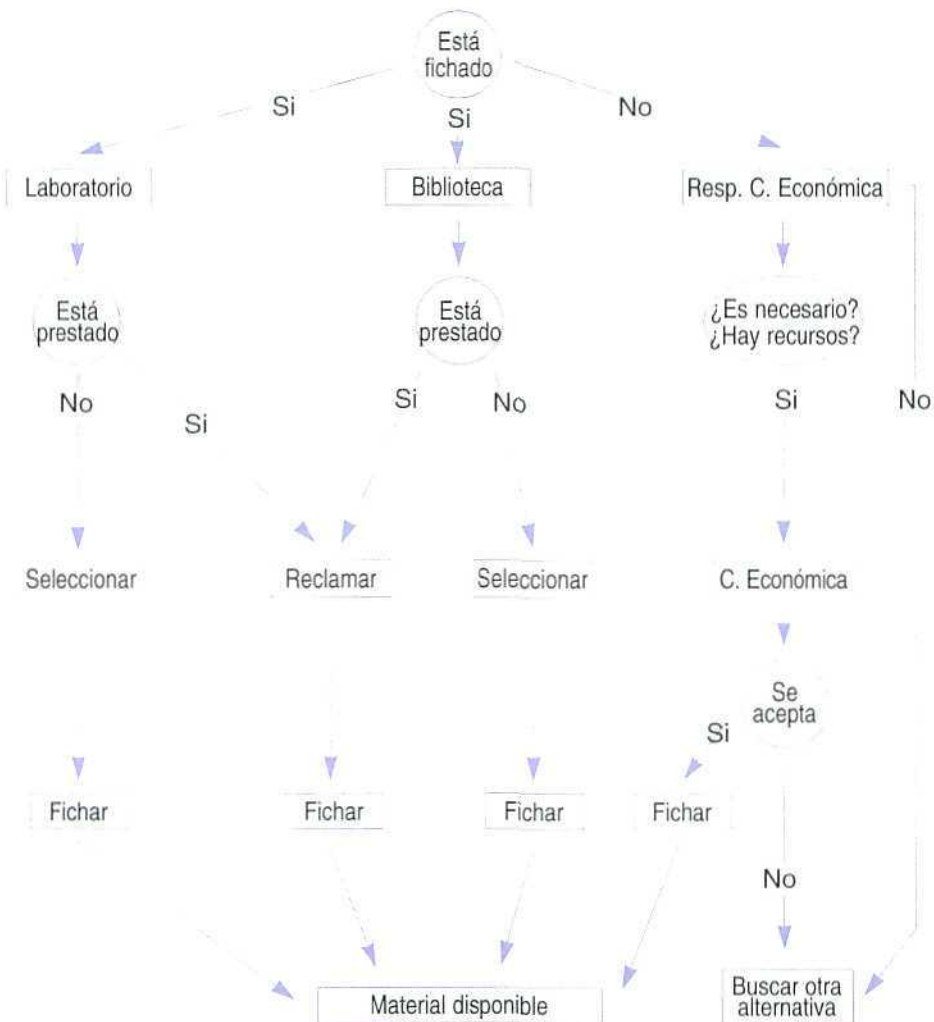 Está
fichado
Si
Si
No
Laboratorio
Biblioteca
Resp. C. Económica
Está
prestado
Está
prestado
¿Es necesario?
¿Hay recursos?
No
Si
Si
No
Si
No
Seleccionar
Reclamar
Seleccionar
C. Económica
Se
acepta
Si
Fichar
Fichar
Fichar
Fichar
No
Material disponible
Buscar otra
alternativa